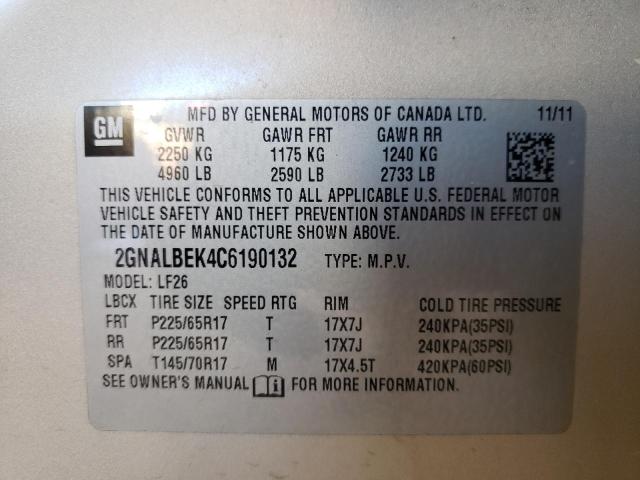 GM
MFD BY GENERAL MOTORS OF CANADA LTD. 11/11
GVWR GAWR FRT GAWR RR
2250 KG 1175 KG 1240 KG
4960 LB 2590 LB 2733 LB
THIS VEHICLE CONFORMS TO ALL APPLICABLE U.S. FEDERAL MOTOR
VEHICLE SAFETY AND THEFT PREVENTION STANDARDS IN EFFECT ON
THE DATE OF MANUFACTURE SHOWN ABOVE.
2GNALBEK4C6190132 TYPE: M.P.V.
MODEL: LF26
LBCX TIRE SIZE SPEED RTG RIM COLD TIRE PRESSURE
FRT P225/65R17 T 17X7J 240KPA(35PSI)
RR P225/65R17 T 17X7J 240KPA(35PSI)
SPA T145/70R17 M 17X4.5T 420KPA(60PSI)
SEE OWNER'S MANUAL FOR MORE INFORMATION.